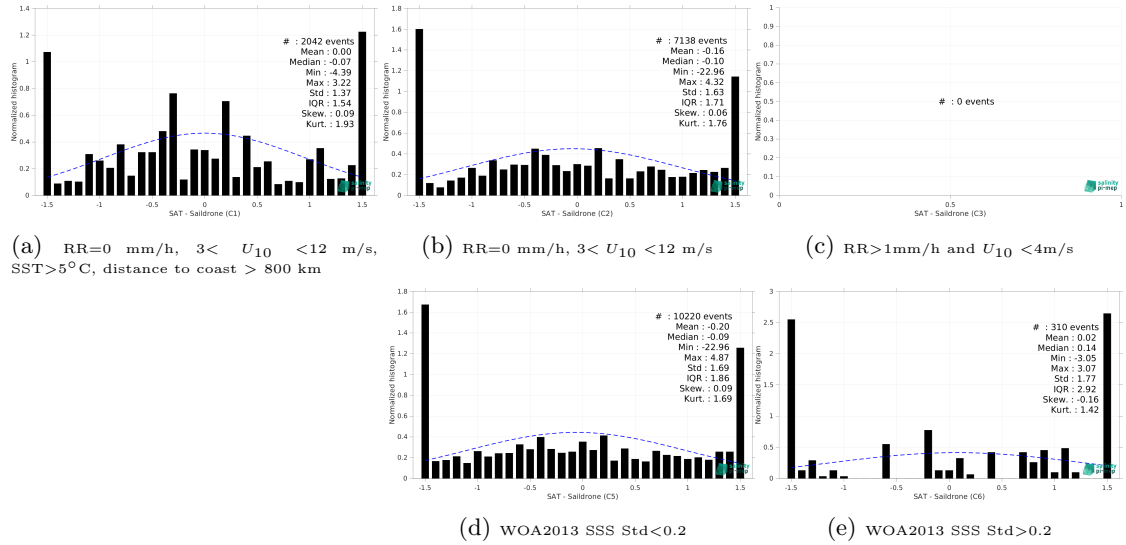 1.4
1.2
1
0.8
0.6
0.4
0.2
0
Normalized histogram
-1.5 -1 -0.5 0 0.5 1 1.5
SAT - Saildrone (C1)
# : 2042 events
Mean : 0.00
Median : -0.07
Min : -4.39
Max : 3.22
Std : 1.37
IQR : 1.54
Skew. : 0.09
Kurt. : 1.93
salinity
pi-mep
(a) RR=0 mm/h, 3< U10 <12 m/s,
SST>5°C, distance to coast > 800 km
1.8
1.6
1.4
1.2
1
0.8
0.6
0.4
0.2
0
Normalized histogram
-1.5 -1 -0.5 0 0.5 1 1.5
SAT - Saildrone (C2)
# : 7138 events
Mean : -0.16
Median : -0.10
Min : -22.96
Max : 4.32
Std : 1.63
IQR : 1.71
Skew. : 0.06
Kurt. : 1.76
salinity
pi-mep
(b) RR=0 mm/h, 3< U10 <12 m/s
1
0.9
0.8
0.7
0.6
0.5
0.4
0.3
0.2
0.1
0
Normalized histogram
0 0.5 1
SAT - Saildrone (C3)
# : 0 events
salinity
pi-mep
(c) RR>1mm/h and U10 <4m/s
1.8
1.6
1.4
1.2
1
0.8
0.6
0.4
0.2
0
Normalized histogram
-1.5 -1 -0.5 0 0.5 1 1.5
SAT - Saildrone (C5)
# : 10220 events
Mean : -0.20
Median : -0.09
Min : -22.96
Max : 4.87
Std : 1.69
IQR : 1.86
Skew. : 0.09
Kurt. : 1.69
salinity
pi-mep
(d) WOA2013 SSS Std<0.2
3
2.5
2
1.5
1
0.5
0
Normalized histogram
-1.5 -1 -0.5 0 0.5 1 1.5
SAT - Saildrone (C6)
# : 310 events
Mean : 0.02
Median : 0.14
Min : -3.05
Max : 3.07
Std : 1.77
IQR : 2.92
Skew. : -0.16
Kurt. : 1.42
salinity
pi-mep
(e) WOA2013 SSS Std>0.2